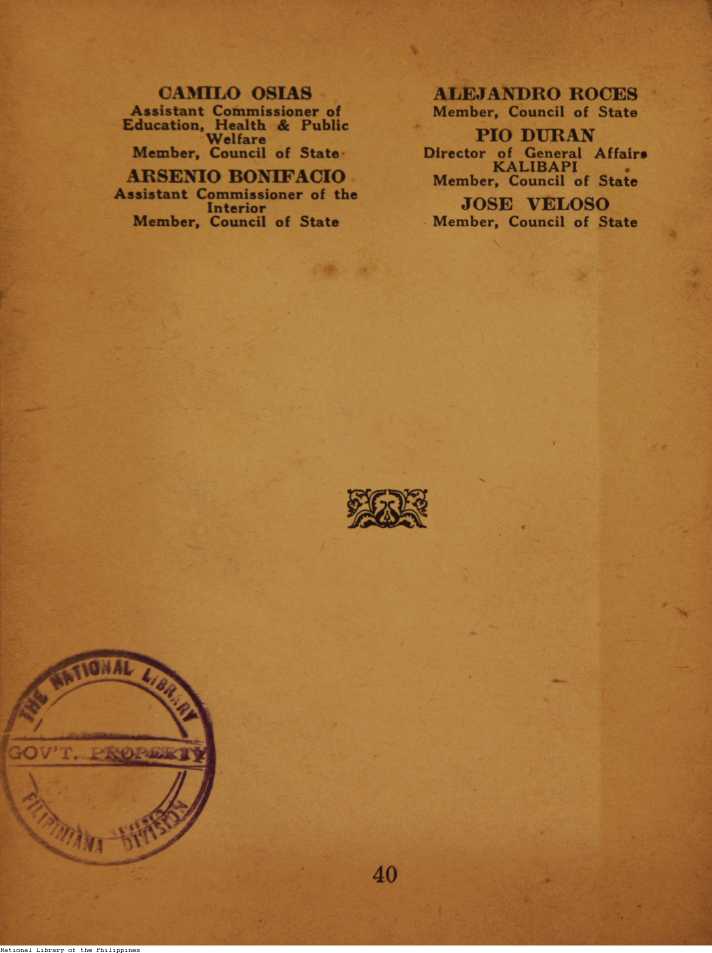 CAMILO OSIAS
Assistant Commissioner of
Education, Health & Public
Welfare
Member, Council of State
ARSENIO BONIFACIO
Assistant Commissioner of the
Interior
Member, Council of State
ALEJANDRO ROCES
Member, Council of State
PIO DURAN
Director of General Affairs
KALIBAPI
Member, Council of State
JOSE VELOSO
Member, Council of State
THE NATIONAL LIBRARY
GOV'T. PROPERTY
FILIPINIANA DIVISION
40
National Library of the Philippines